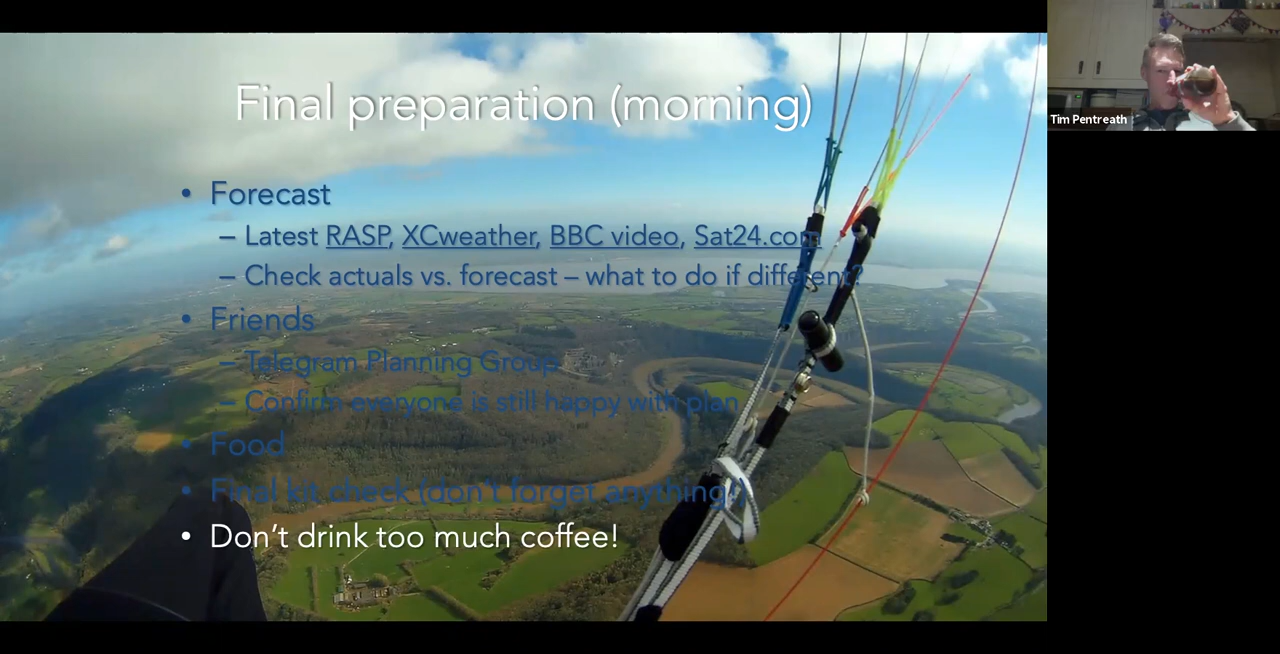 Final preparation (morning)
• Forecast
– Latest RASP, XCweather, BBC video, Sat24.com
– Check actuals vs. forecast – what to do if different?
• Friends
– Telegram Planning Group
– Confirm everyone is still happy with plan
• Food
• Final kit check (don't forget anything!)
• Don't drink too much coffee!
Tim Pentreath